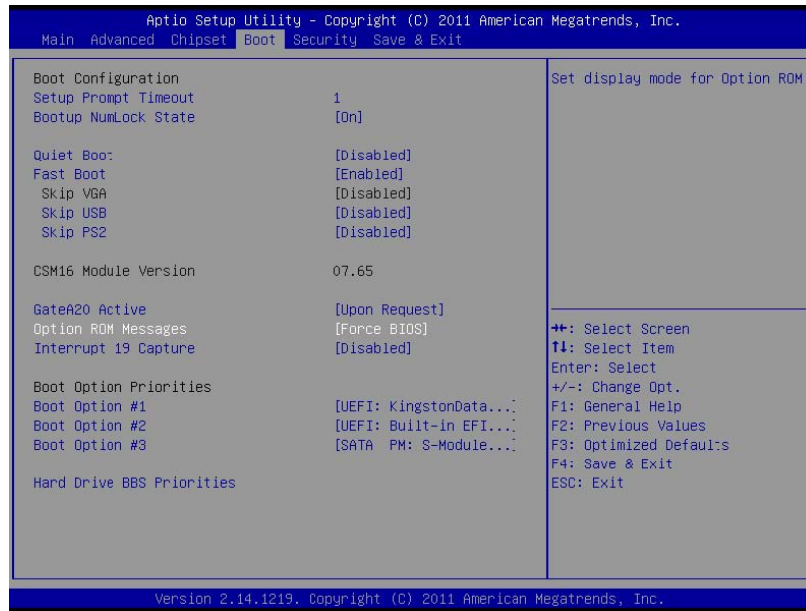 Aptio Setup Utility - Copyright (C) 2011 American Megatrends, Inc.
Main Advanced Chipset Boot Security Save & Exit
Boot Configuration
Setup Prompt Timeout 1
Bootup NumLock State [On]
Quiet Boot [Disabled]
Fast Boot [Enabled]
Skip VGA [Disabled]
Skip USB [Disabled]
Skip PS2 [Disabled]
CSM16 Module Version 07.65
GateA20 Active [Upon Request]
Option ROM Messages [Force BIOS]
Interrupt 19 Capture [Disabled]
Boot Option Priorities
Boot Option #1 [UEFI: KingstonData...]
Boot Option #2 [UEFI: Built-in EFI...]
Boot Option #3 [SATA PM: S-Module...]
Hard Drive BBS Priorities
Set display mode for Option ROM
→←: Select Screen
↑↓: Select Item
Enter: Select
+/-: Change Opt.
F1: General Help
F2: Previous Values
F3: Optimized Defaults
F4: Save & Exit
ESC: Exit
Version 2.14.1219. Copyright (C) 2011 American Megatrends, Inc.